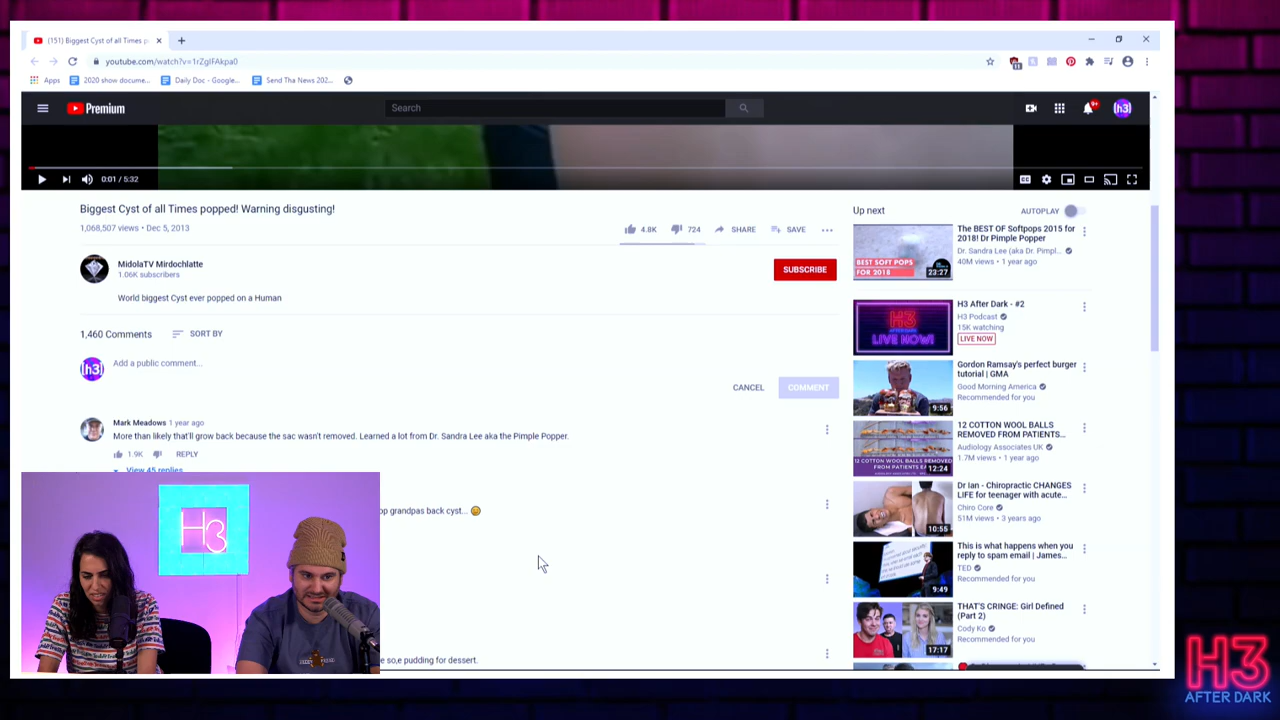 (151) Biggest Cyst of all Times p
youtube.com/watch?v=1rZgIFAkpa0
Apps
2020 show docume...
Daily Doc - Google...
Send Tha News 202...
Premium
Search
9+
h3
0:01 / 5:32
CC
Biggest Cyst of all Times popped! Warning disgusting!
1,068,507 views • Dec 5, 2013
4.8K
724
SHARE
SAVE
MidolaTV Mirdochlatte
1.06K subscribers
SUBSCRIBE
World biggest Cyst ever popped on a Human
1,460 Comments
SORT BY
h3
Add a public comment...
CANCEL
COMMENT
Mark Meadows 1 year ago
More than likely that'll grow back because the sac wasn't removed. Learned a lot from Dr. Sandra Lee aka the Pimple Popper.
1.9K
REPLY
View 45 replies
op grandpas back cyst...
e so,e pudding for dessert.
Up next
AUTOPLAY
BEST SOFT POPS
FOR 2018
23:27
The BEST OF Softpops 2015 for
2018! Dr Pimple Popper
Dr. Sandra Lee (aka Dr. Pimpl...
40M views • 1 year ago
H3
AFTER DARK
LIVE NOW!
H3 After Dark - #2
H3 Podcast
15K watching
LIVE NOW
9:56
Gordon Ramsay's perfect burger
tutorial | GMA
Good Morning America
Recommended for you
12 COTTON WOOL BALLS
REMOVED FROM PATIENTS EA
12:24
12 COTTON WOOL BALLS
REMOVED FROM PATIENTS...
Audiology Associates UK
1.7M views • 1 year ago
10:55
Dr Ian - Chiropractic CHANGES
LIFE for teenager with acute...
Chiro Core
51M views • 3 years ago
9:49
This is what happens when you
reply to spam email | James...
TED
Recommended for you
17:17
THAT'S CRINGE: Girl Defined
(Part 2)
Cody Ko
Recommended for you
H3
H3
AFTER DARK